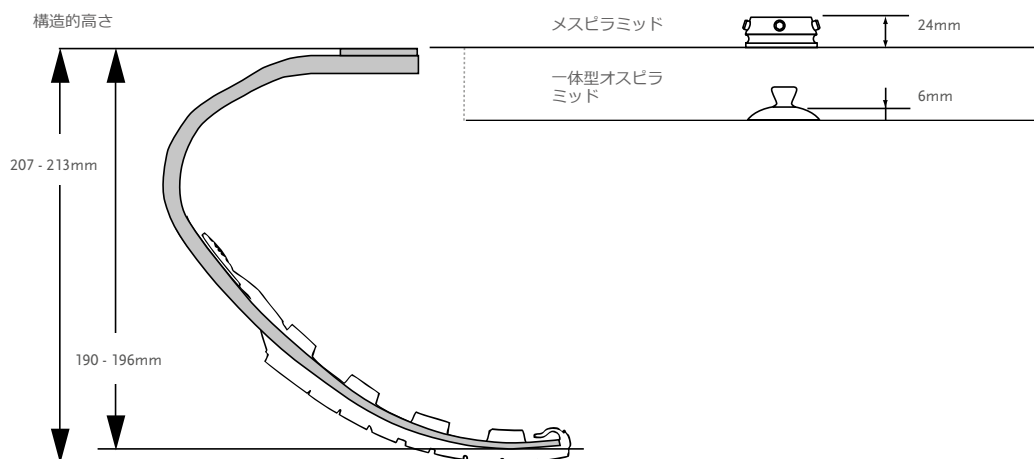 構造的高さ
メスピラミッド
24mm
一体型オスピラ
ミッド
6mm
207 - 213mm
190 - 196mm